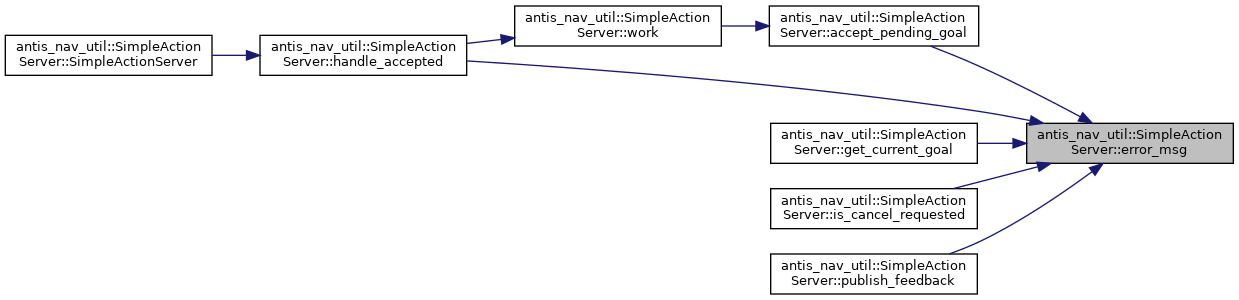 antis_nav_util::SimpleAction
Server::SimpleActionServer
antis_nav_util::SimpleAction
Server::handle_accepted
antis_nav_util::SimpleAction
Server::work
antis_nav_util::SimpleAction
Server::accept_pending_goal
antis_nav_util::SimpleAction
Server::get_current_goal
antis_nav_util::SimpleAction
Server::is_cancel_requested
antis_nav_util::SimpleAction
Server::publish_feedback
antis_nav_util::SimpleAction
Server::error_msg